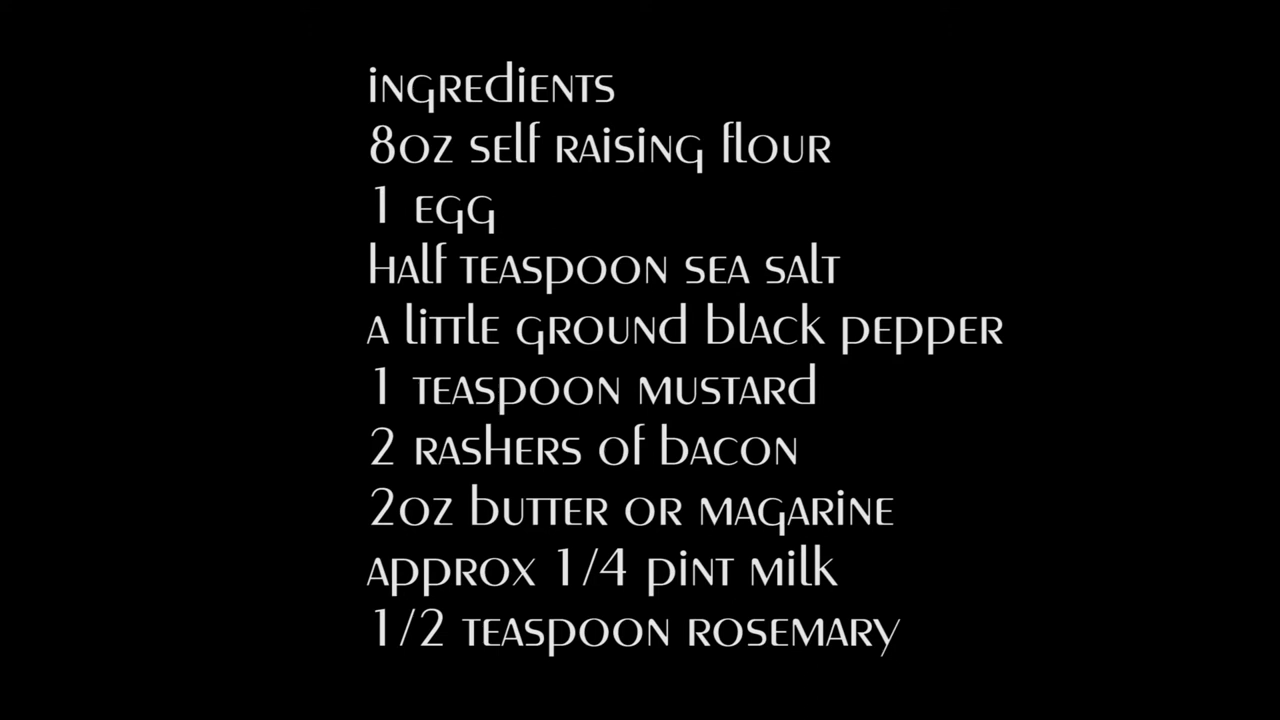 ingredients
8oz self raising flour
1 egg
half teaspoon sea salt
a little ground black pepper
1 teaspoon mustard
2 rashers of bacon
2oz butter or magarine
approx 1/4 pint milk
1/2 teaspoon rosemary